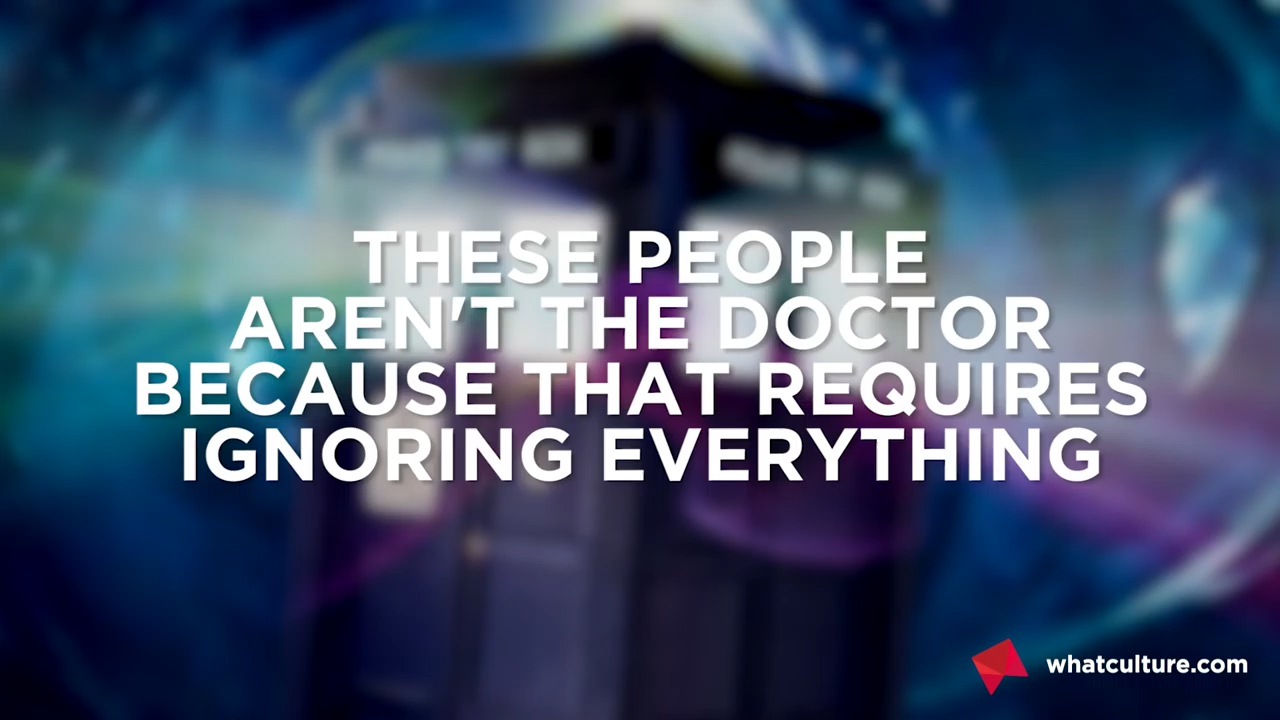 THESE PEOPLE
AREN'T THE DOCTOR
BECAUSE THAT REQUIRES
IGNORING EVERYTHING
whatculture.com